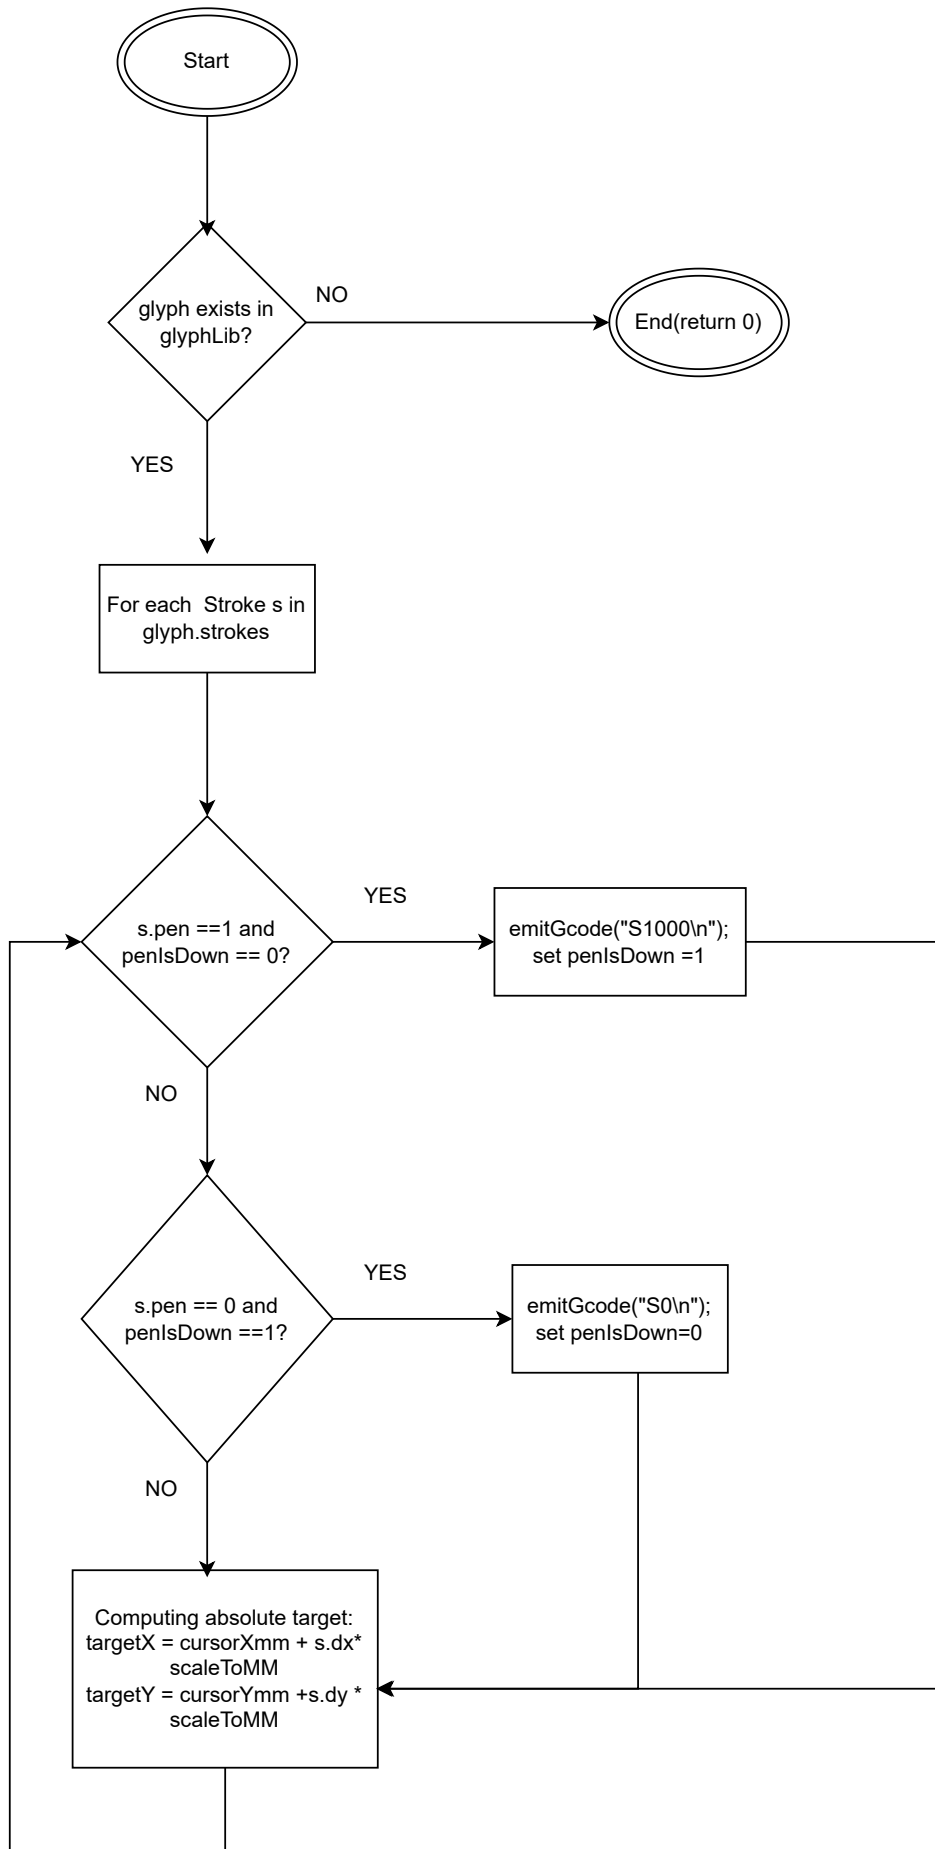 Start
glyph exists in
glyphLib?
NO
End(return 0)
YES
For each  Stroke s in
glyph.strokes
s.pen ==1 and
penIsDown == 0?
YES
emitGcode("S1000\n");
set penIsDown =1
NO
s.pen == 0 and
penIsDown ==1?
YES
emitGcode("S0\n");
set penIsDown=0
NO
Computing absolute target:
targetX = cursorXmm + s.dx*
scaleToMM
targetY = cursorYmm +s.dy *
scaleToMM